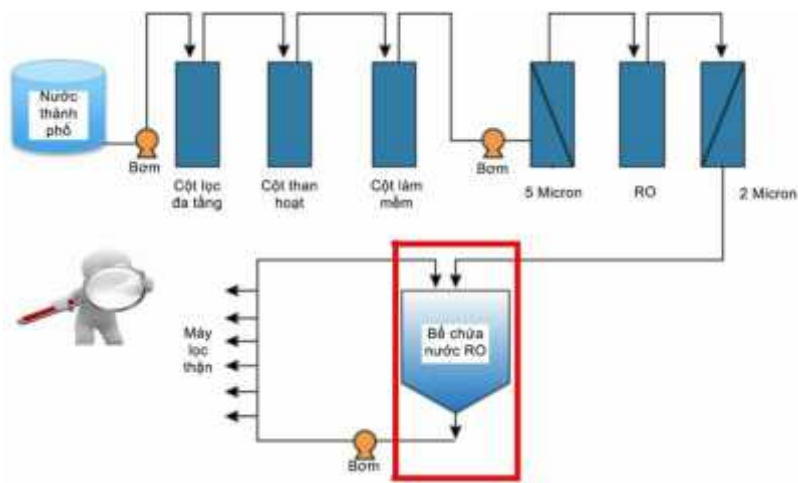 Nước
thành
phố
Bơm
Cột lọc
đa tầng
Cột than
hoạt
Cột làm
mềm
Bơm
5 Micron
RO
2 Micron
Máy
lọc
thận
Bể chứa
nước RO
Bơm